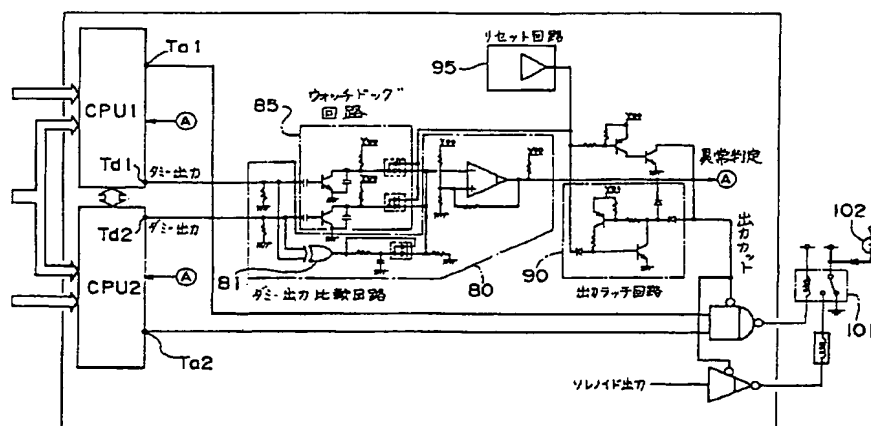 リセット回路
95
Ta1
ウォッチドッグ
回路
85
CPU1
A
Td1
ダミー出力
Td2
ダミー出力
CPU2
A
81
ダミー出力比較回路
80
Ta2
異常判定
A
90
出力ラッチ回路
出力カット
102
101
ソレノイド出力